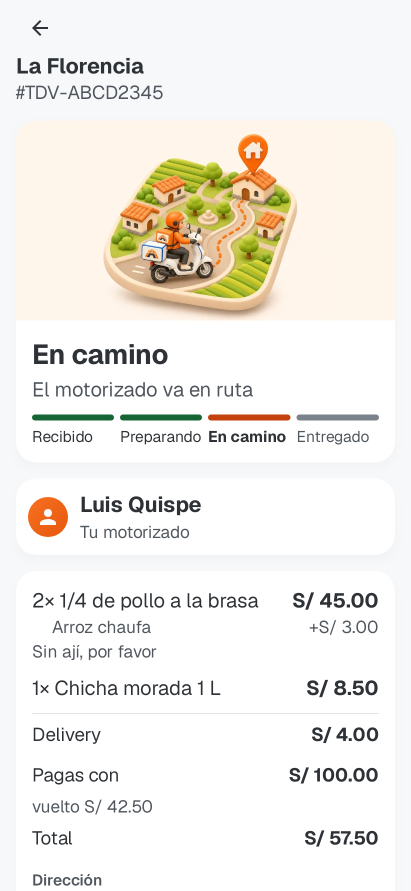 La Florencia
#TDV-ABCD2345
En camino
El motorizado va en ruta
Recibido Preparando En camino Entregado
Luis Quispe
Tu motorizado
2× 1/4 de pollo a la brasa S/ 45.00
Arroz chaufa +S/ 3.00
Sin ají, por favor
1× Chicha morada 1 L S/ 8.50
Delivery S/ 4.00
Pagas con S/ 100.00
vuelto S/ 42.50
Total S/ 57.50
Dirección